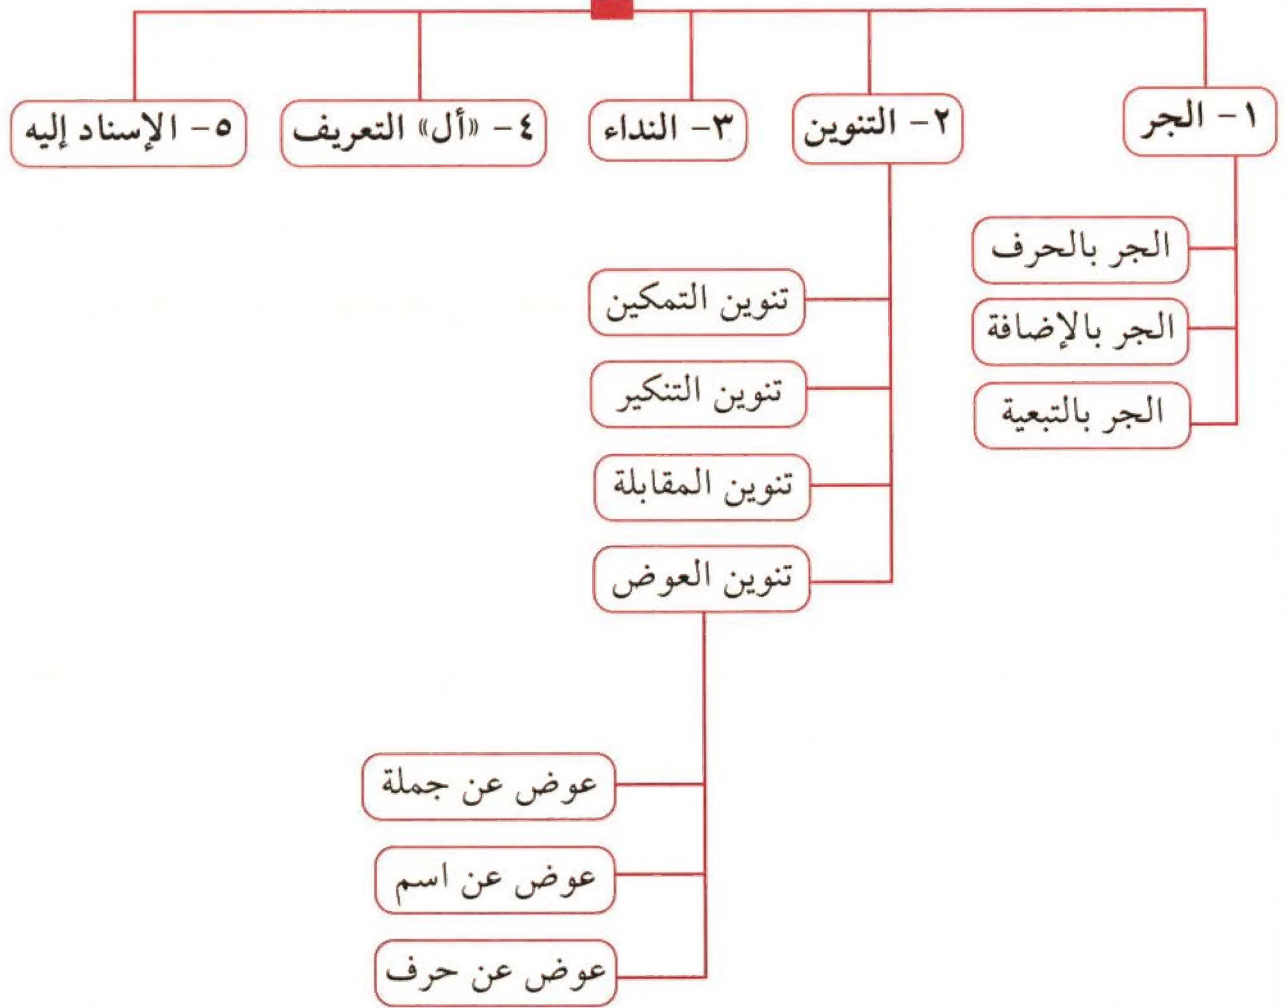 ١- الجر
٢- التنوين
٣- النداء
٤- «أل» التعريف
٥- الإسناد إليه
الجر بالحرف
الجر بالإضافة
الجر بالتبعية
تنوين التمكين
تنوين التنكير
تنوين المقابلة
تنوين العوض
عوض عن جملة
عوض عن اسم
عوض عن حرف